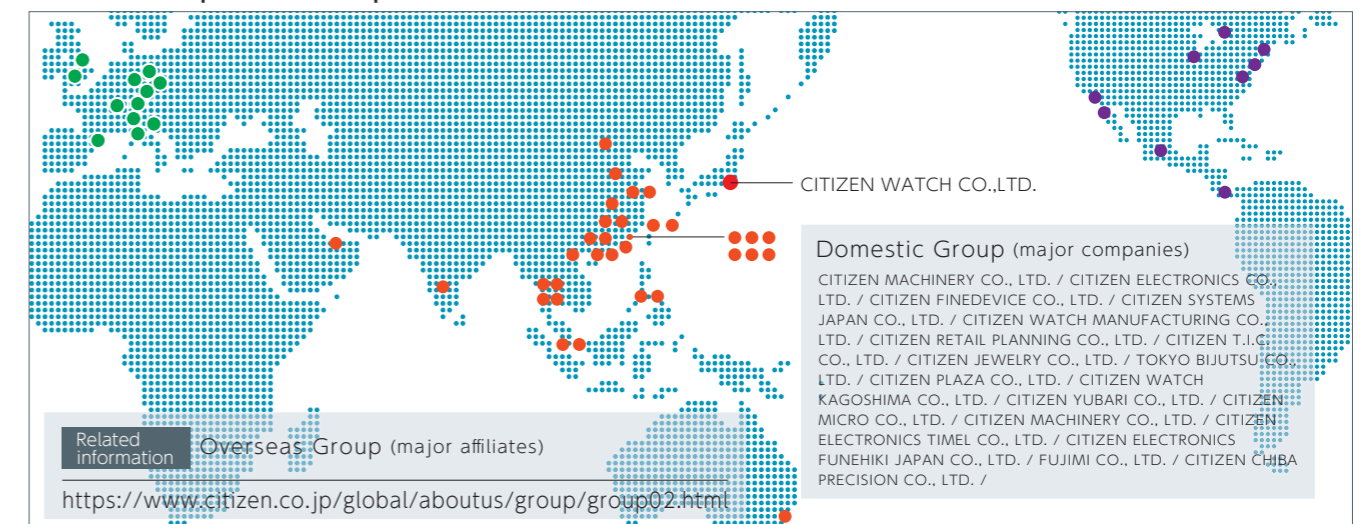 CITIZEN WATCH CO.,LTD.
Domestic Group (major companies)
CITIZEN MACHINERY CO., LTD. / CITIZEN ELECTRONICS CO.,
LTD. / CITIZEN FINEDEVICE CO., LTD. / CITIZEN SYSTEMS
JAPAN CO., LTD. / CITIZEN WATCH MANUFACTURING CO.,
LTD. / CITIZEN RETAIL PLANNING CO., LTD. / CITIZEN T.I.C.
CO., LTD. / CITIZEN JEWELRY CO., LTD. / TOKYO BIJUTSU CO.,
LTD. / CITIZEN PLAZA CO., LTD. / CITIZEN WATCH
KAGOSHIMA CO., LTD. / CITIZEN YUBARI CO., LTD. / CITIZEN
MICRO CO., LTD. / CITIZEN MACHINERY CO., LTD. / CITIZEN
ELECTRONICS TIMEL CO., LTD. / CITIZEN ELECTRONICS
FUNEHIKI JAPAN CO., LTD. / FUJIMI CO., LTD. / CITIZEN CHIBA
PRECISION CO., LTD. /
Related
information
Overseas Group (major affiliates)
https://www.citizen.co.jp/global/aboutus/group/group02.html